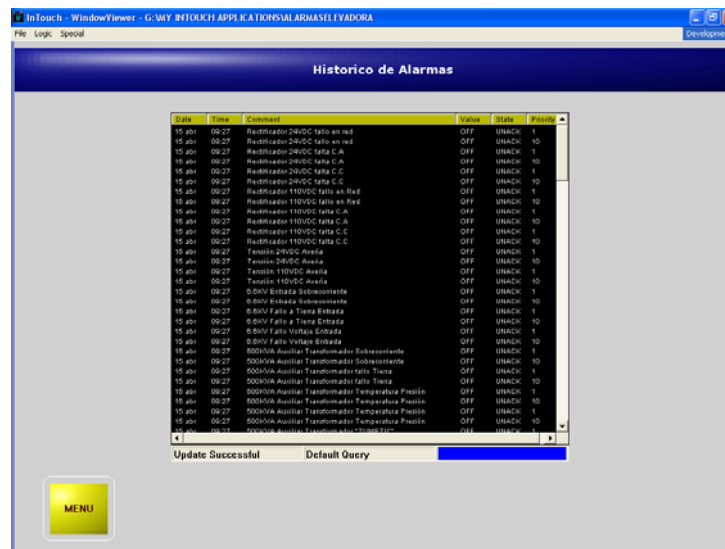 InTouch - WindowViewer - G:\MY INTOUCH APPLICATIONS\ALARMASELEVADORA
File Logic Special
Historico de Alarmas
Date Time Comment Value State Priority
15 abr 09:27 Rectificador 24VDC fallo en red OFF UNACK 1
15 abr 09:27 Rectificador 24VDC fallo en red OFF UNACK 10
15 abr 09:27 Rectificador 24VDC falta C.A OFF UNACK 1
15 abr 09:27 Rectificador 24VDC falta C.A OFF UNACK 10
15 abr 09:27 Rectificador 24VDC falta C.C OFF UNACK 1
15 abr 09:27 Rectificador 24VDC falta C.C OFF UNACK 10
15 abr 09:27 Rectificador 110VDC fallo en Red OFF UNACK 1
15 abr 09:27 Rectificador 110VDC fallo en Red OFF UNACK 10
15 abr 09:27 Rectificador 110VDC falta C.A OFF UNACK 1
15 abr 09:27 Rectificador 110VDC falta C.A OFF UNACK 10
15 abr 09:27 Rectificador 110VDC falta C.C OFF UNACK 1
15 abr 09:27 Rectificador 110VDC falta C.C OFF UNACK 10
15 abr 09:27 Tensión 24VDC Avería OFF UNACK 1
15 abr 09:27 Tensión 24VDC Avería OFF UNACK 10
15 abr 09:27 Tensión 110VDC Avería OFF UNACK 1
15 abr 09:27 Tensión 110VDC Avería OFF UNACK 10
15 abr 09:27 6.6KV Entrada Sobrecorriente OFF UNACK 1
15 abr 09:27 6.6KV Entrada Sobrecorriente OFF UNACK 10
15 abr 09:27 6.6KV Fallo a Tierra Entrada OFF UNACK 1
15 abr 09:27 6.6KV Fallo a Tierra Entrada OFF UNACK 10
15 abr 09:27 6.6KV Fallo Voltaje Entrada OFF UNACK 1
15 abr 09:27 6.6KV Fallo Voltaje Entrada OFF UNACK 10
15 abr 09:27 500KVA Auxiliar Transformador Sobrecorriente OFF UNACK 1
15 abr 09:27 500KVA Auxiliar Transformador Sobrecorriente OFF UNACK 10
15 abr 09:27 500KVA Auxiliar Transformador fallo Tierra OFF UNACK 1
15 abr 09:27 500KVA Auxiliar Transformador fallo Tierra OFF UNACK 10
15 abr 09:27 500KVA Auxiliar Transformador Temperatura Presión OFF UNACK 1
15 abr 09:27 500KVA Auxiliar Transformador Temperatura Presión OFF UNACK 10
15 abr 09:27 500KVA Auxiliar Transformador Temperatura Presión OFF UNACK 1
15 abr 09:27 500KVA Auxiliar Transformador Temperatura Presión OFF UNACK 10
15 abr 09:27 500KVA Auxiliar Transformador OFF UNACK 1
Update Successful Default Query
MENU